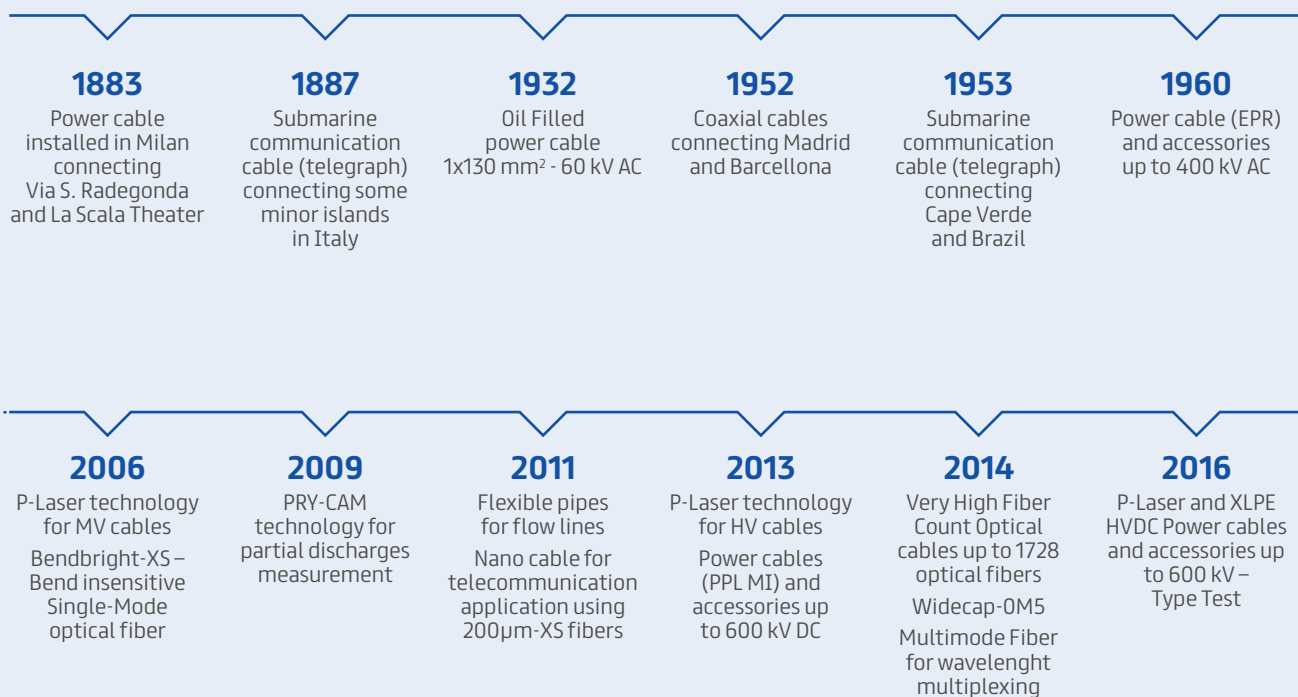 1883
Power cable
installed in Milan
connecting
Via S. Radegonda
and La Scala Theater
1887
Submarine
communication
cable (telegraph)
connecting some
minor islands
in Italy
1932
Oil Filled
power cable
1x130 mm² - 60 kV AC
1952
Coaxial cables
connecting Madrid
and Barcellona
1953
Submarine
communication
cable (telegraph)
connecting
Cape Verde
and Brazil
1960
Power cable (EPR)
and accessories
up to 400 kV AC
2006
P-Laser technology
for MV cables
Bendbright-XS –
Bend insensitive
Single-Mode
optical fiber
2009
PRY-CAM
technology for
partial discharges
measurement
2011
Flexible pipes
for flow lines
Nano cable for
telecommunication
application using
200µm-XS fibers
2013
P-Laser technology
for HV cables
Power cables
(PPL MI) and
accessories up
to 600 kV DC
2014
Very High Fiber
Count Optical
cables up to 1728
optical fibers
Widecap-OM5
Multimode Fiber
for wavelenght
multiplexing
2016
P-Laser and XLPE
HVDC Power cables
and accessories up
to 600 kV –
Type Test